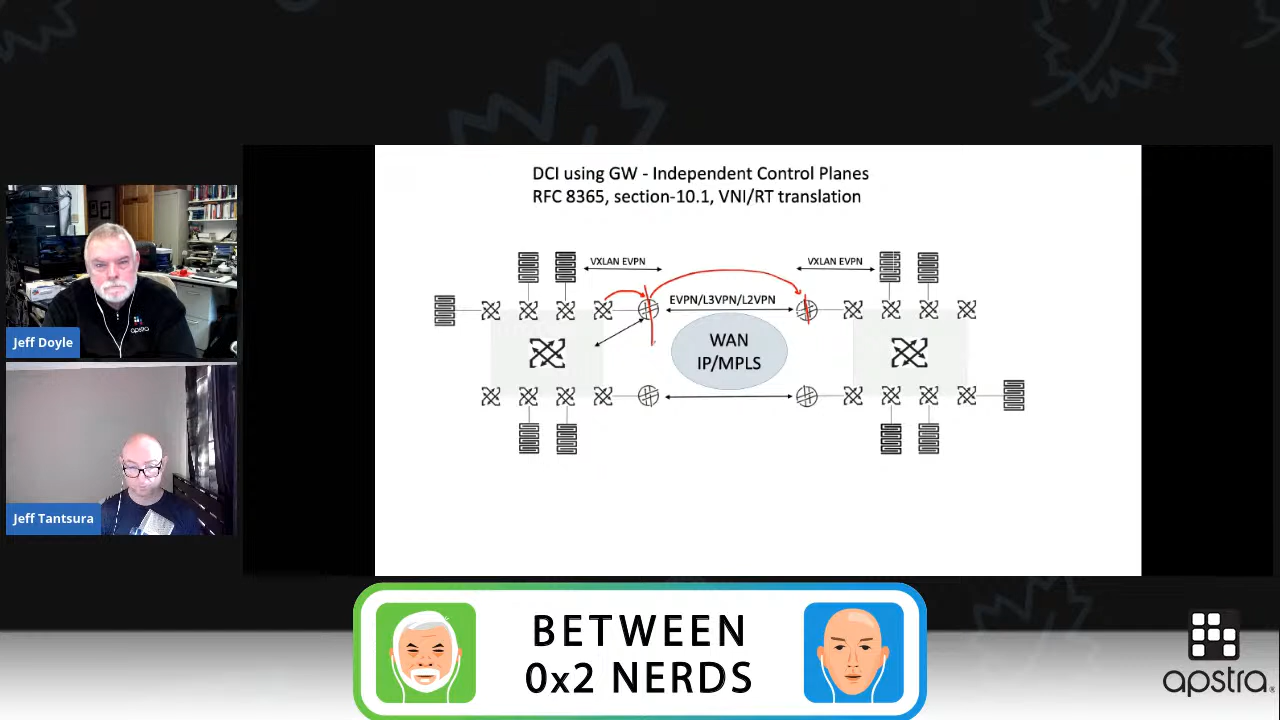 DCI using GW - Independent Control Planes
RFC 8365, section-10.1, VNI/RT translation
VXLAN EVPN
VXLAN EVPN
EVPN/L3VPN/L2VPN
WAN
IP/MPLS
apstra
Jeff Doyle
Jeff Tantsura
BETWEEN
0x2 NERDS
apstra